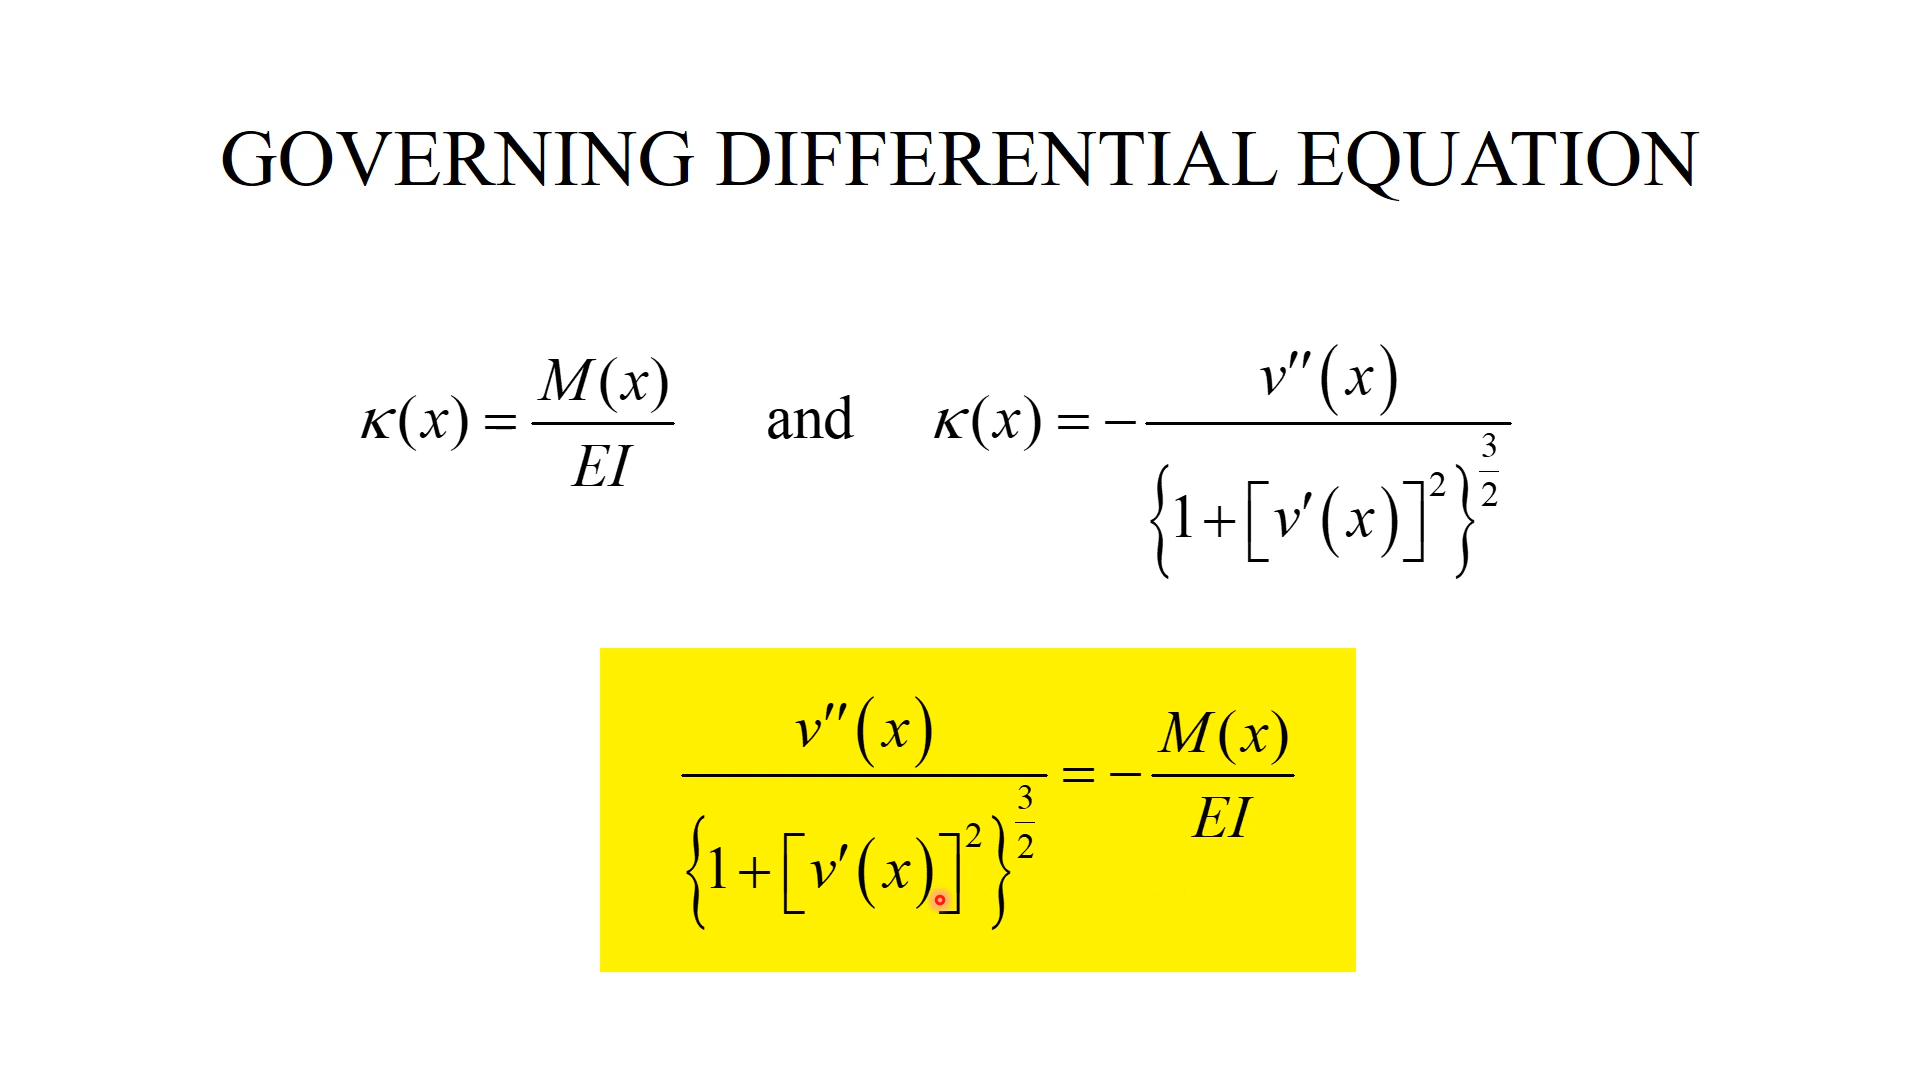 GOVERNING DIFFERENTIAL EQUATION
κ(x) = M(x)/EI and κ(x) = − v″(x)/{1+[v′(x)]²}^(3/2)
v″(x)/{1+[v′(x)]²}^(3/2) = − M(x)/EI